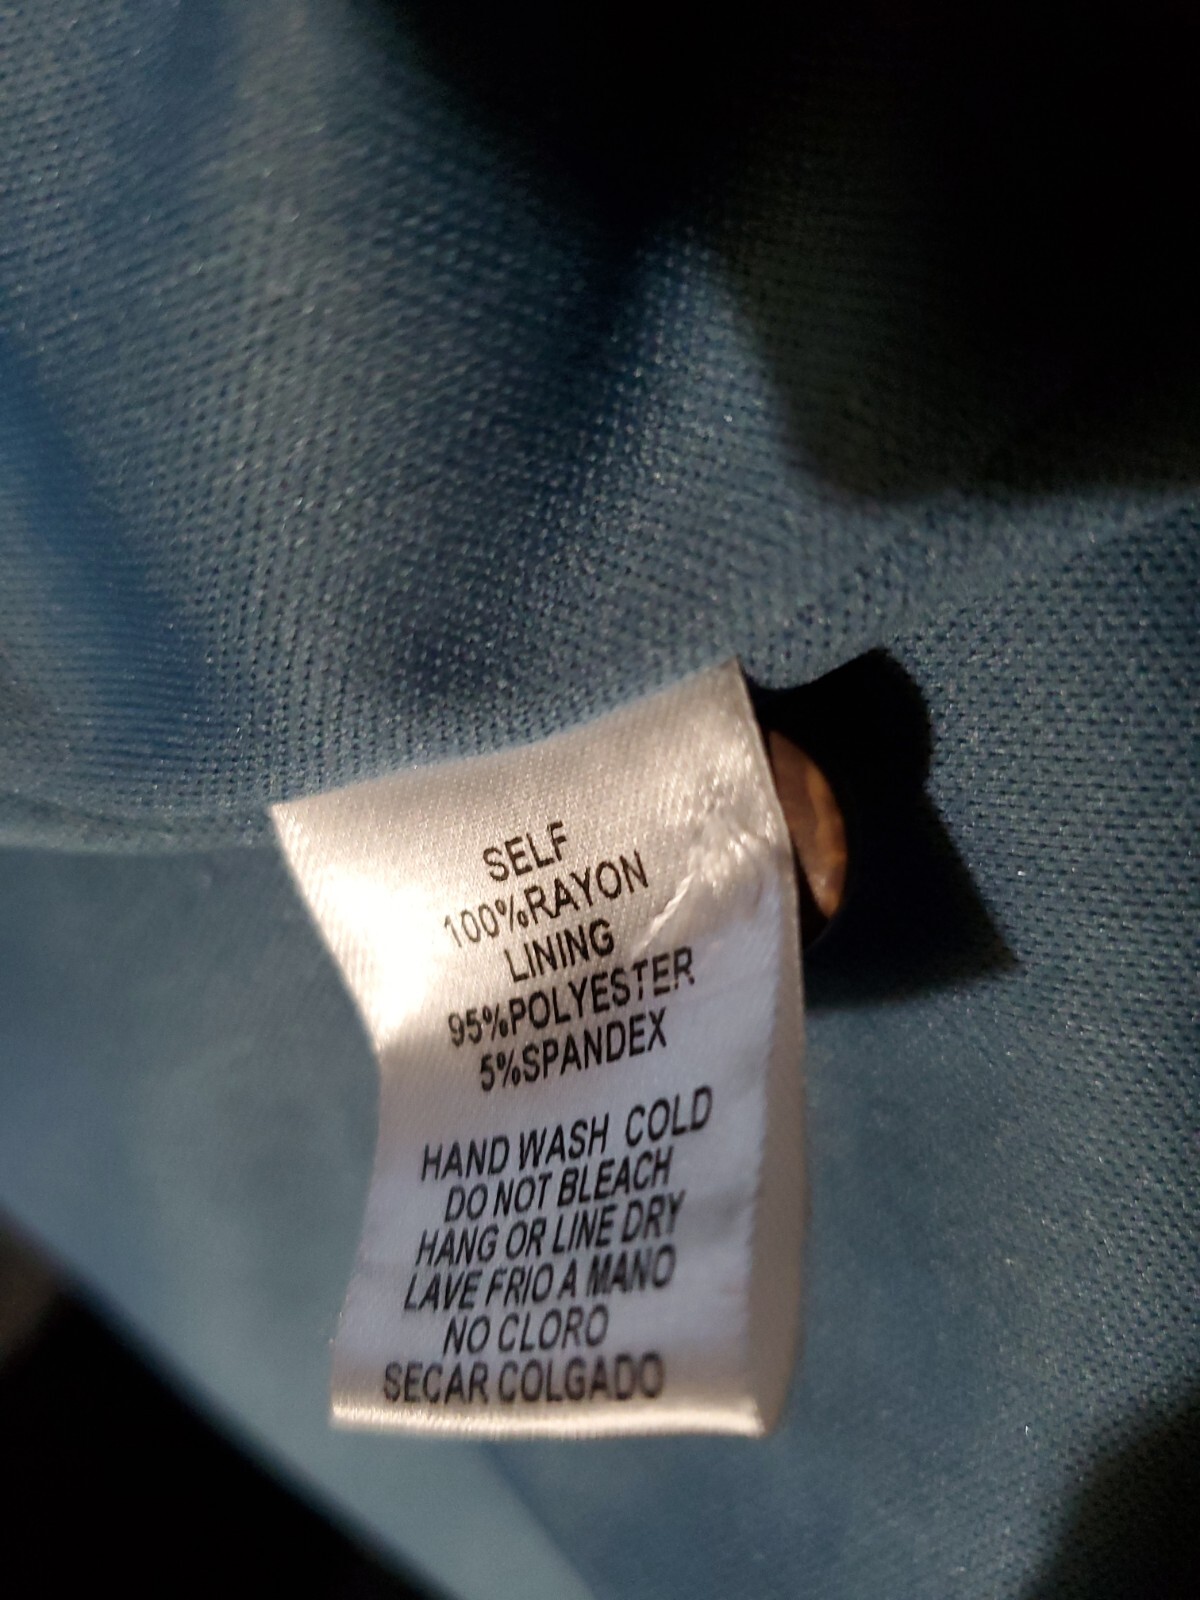 SELF
100%RAYON
LINING
95%POLYESTER
5%SPANDEX
HAND WASH COLD
DO NOT BLEACH
HANG OR LINE DRY
LAVE FRIO A MANO
NO CLORO
SECAR COLGADO